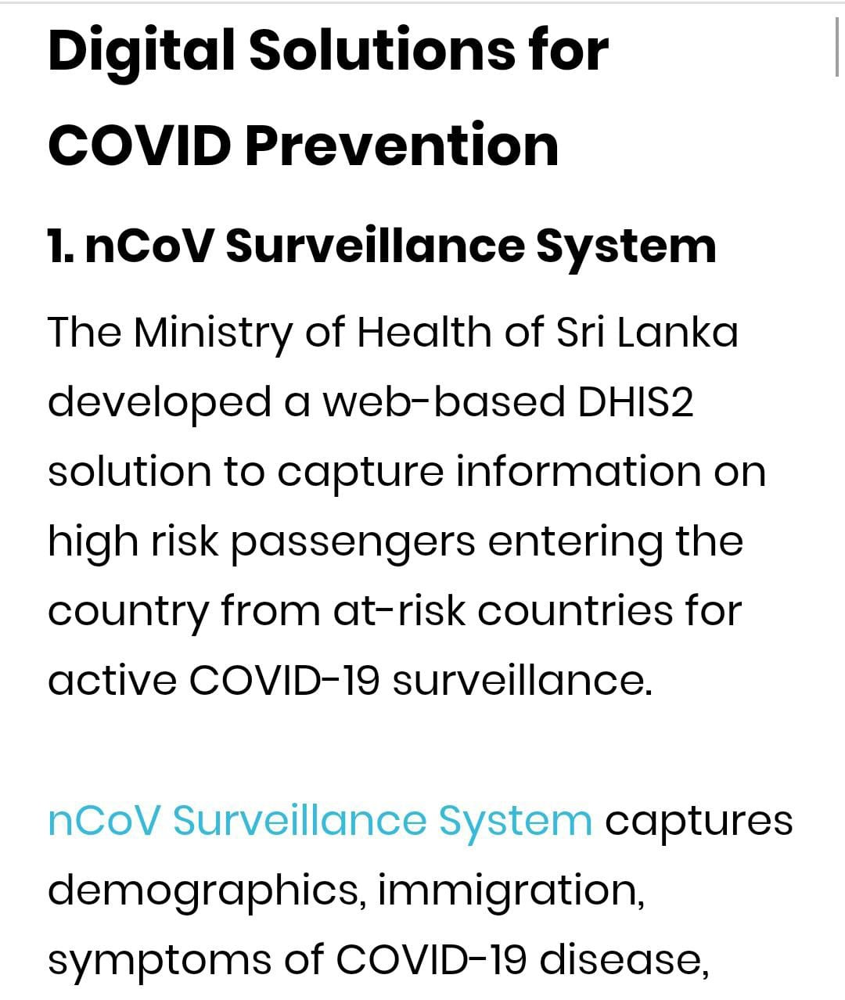 Digital Solutions for
COVID Prevention
1. nCoV Surveillance System
The Ministry of Health of Sri Lanka
developed a web-based DHIS2
solution to capture information on
high risk passengers entering the
country from at-risk countries for
active COVID-19 surveillance.
nCoV Surveillance System captures
demographics, immigration,
symptoms of COVID-19 disease,